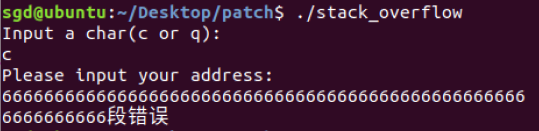 sgd@ubuntu:~/Desktop/patch$ ./stack_overflow
Input a char(c or q):
c
Please input your address:
66666666666666666666666666666666666666666666666666
6666666666段错误